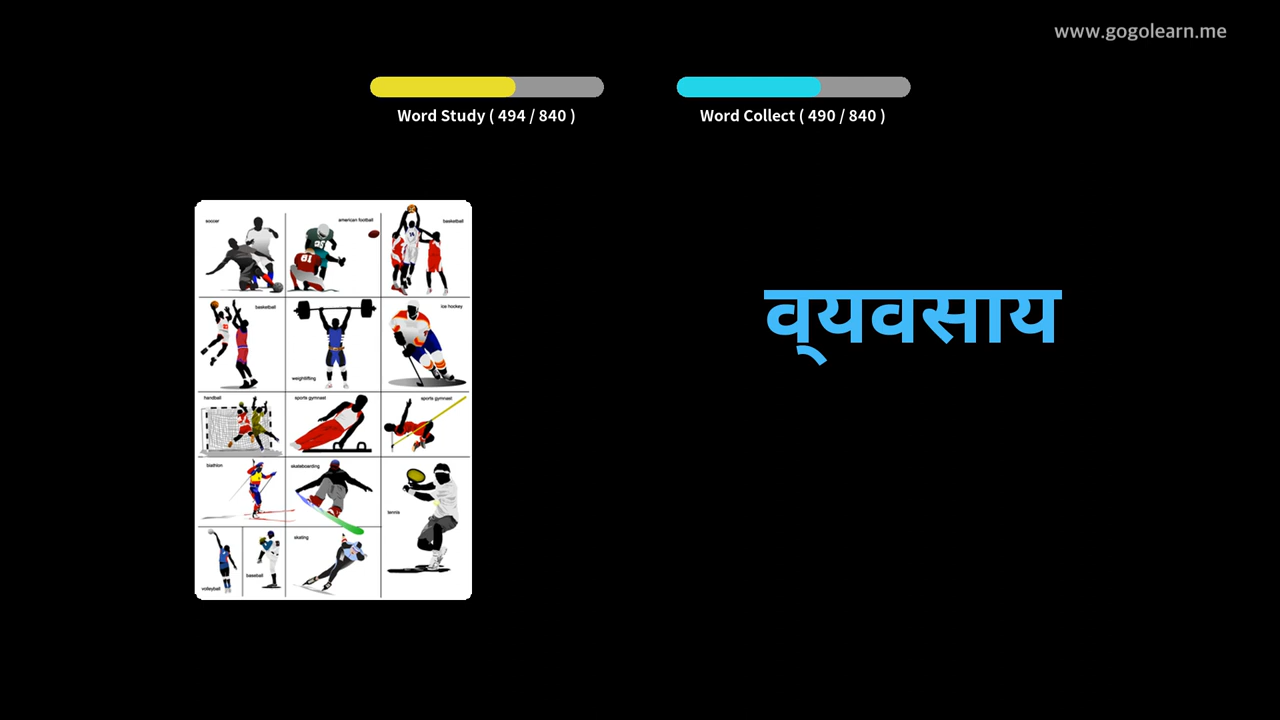 www.gogolearn.me
Word Study ( 494 / 840 )
Word Collect ( 490 / 840 )
soccer
american football
basketball
basketball
weightlifting
ice hockey
handball
sports gymnast
sports gymnast
biathlon
skateboarding
tennis
volleyball
baseball
skating
व्‌यवसाय